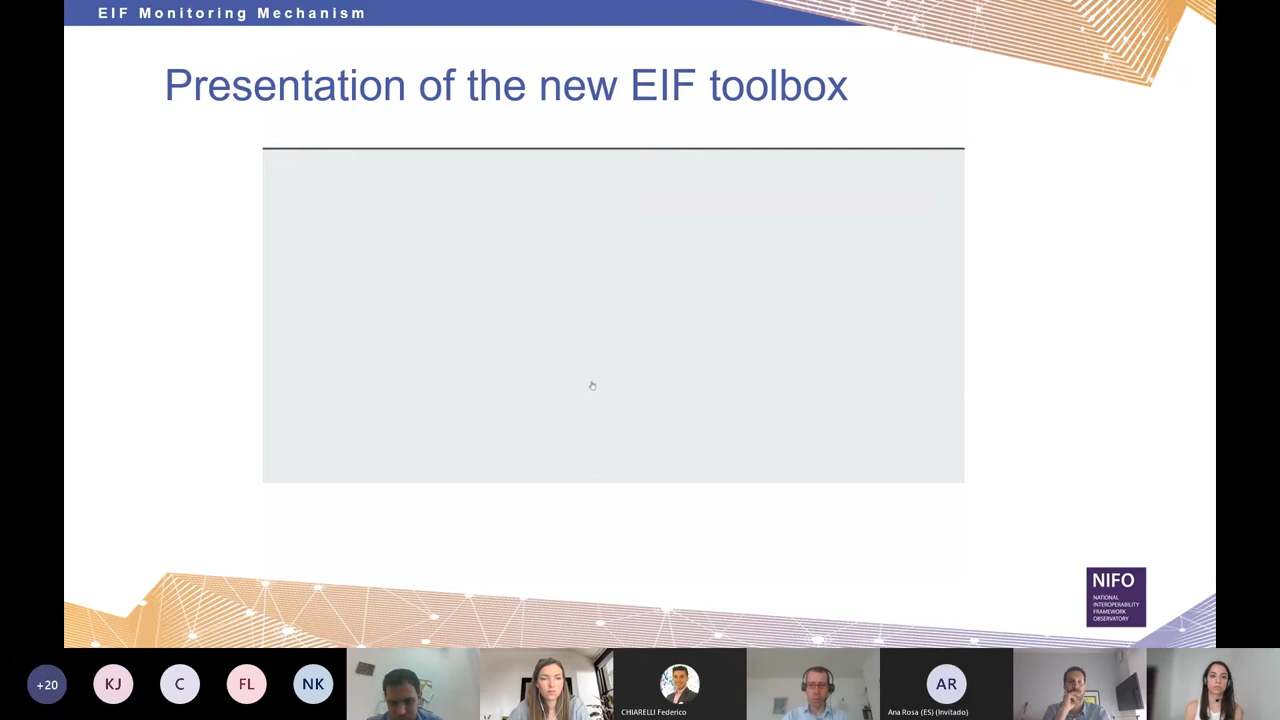 EIF Monitoring Mechanism
Presentation of the new EIF toolbox
NIFO
NATIONAL
INTEROPERABILITY
FRAMEWORK
OBSERVATORY
+20
KJ
C
FL
NK
CHIARELLI Federico
AR
Ana Rosa (ES) (Invitado)